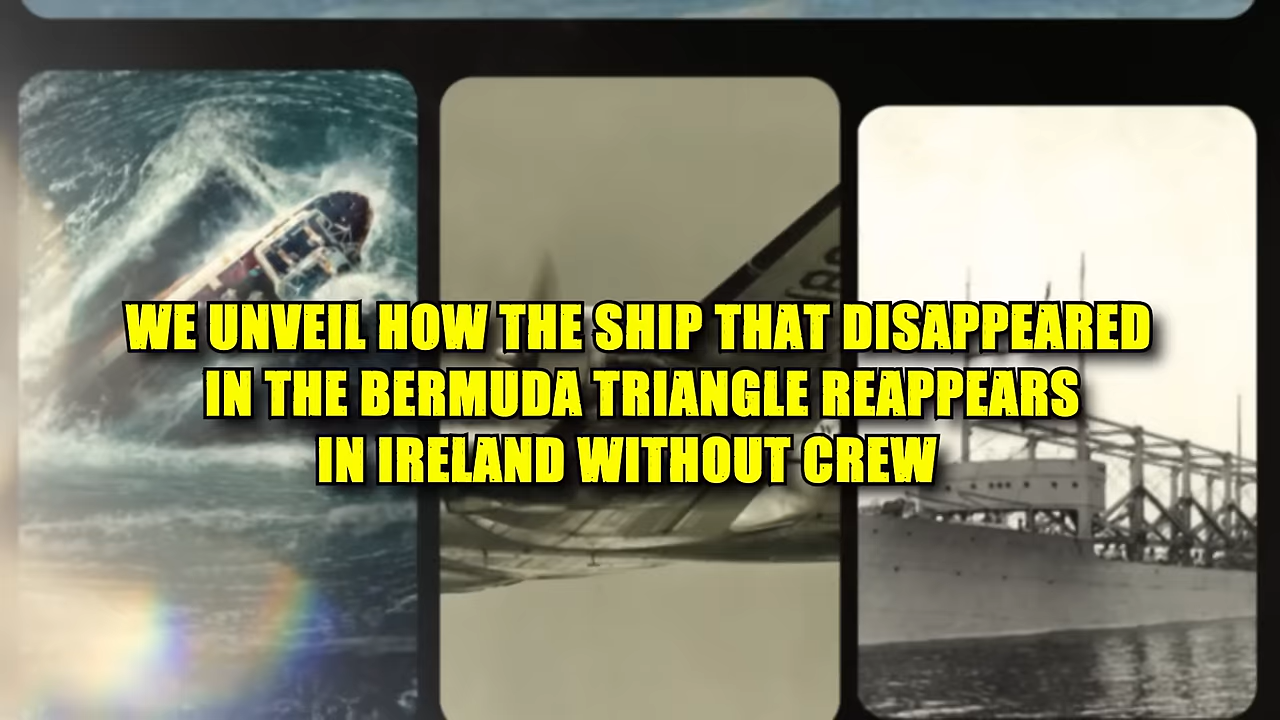 WE UNVEIL HOW THE SHIP THAT DISAPPEARED
IN THE BERMUDA TRIANGLE REAPPEARS
IN IRELAND WITHOUT CREW